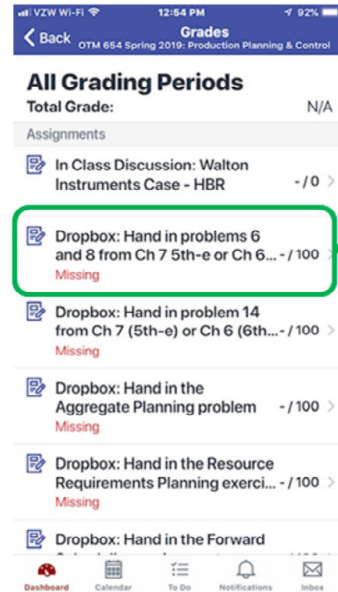 VZW Wi-Fi 12:54 PM 92%
Back Grades
OTM 654 Spring 2019: Production Planning & Control
All Grading Periods
Total Grade: N/A
Assignments
In Class Discussion: Walton
Instruments Case - HBR -/0
Dropbox: Hand in problems 6
and 8 from Ch 7 5th-e or Ch 6... -/100
Missing
Dropbox: Hand in problem 14
from Ch 7 (5th-e) or Ch 6 (6th... -/100
Missing
Dropbox: Hand in the
Aggregate Planning problem -/100
Missing
Dropbox: Hand in the Resource
Requirements Planning exerci... -/100
Missing
Dropbox: Hand in the Forward
Dashboard Calendar To Do Notifications Inbox